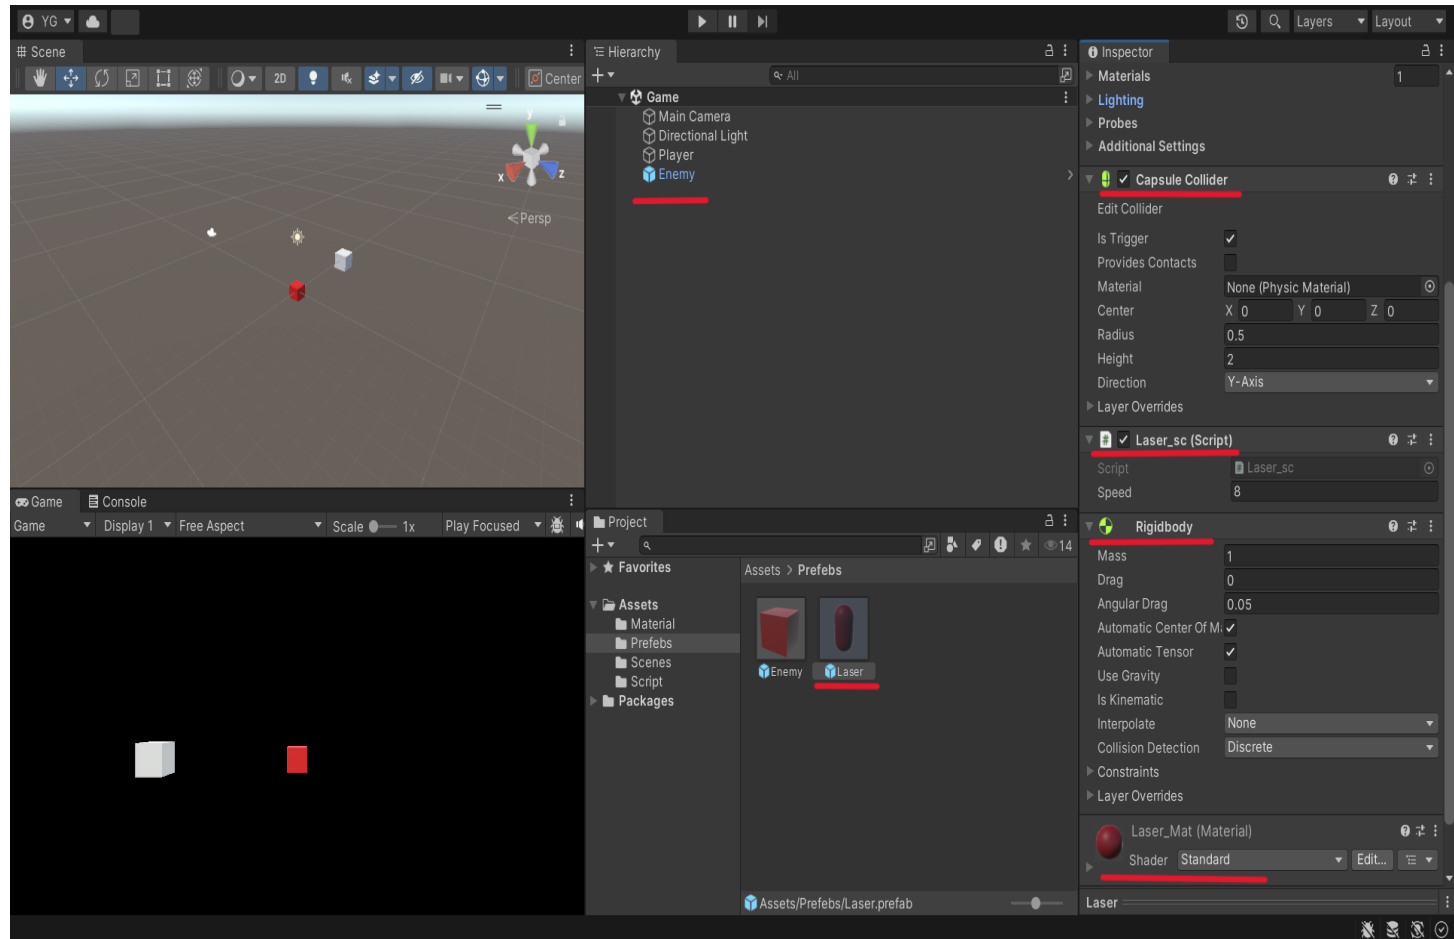 YG
Layers
Layout
# Scene
2D
Center
y
x
z
Persp
Game
Console
Game
Display 1
Free Aspect
Scale
1x
Play Focused
Hierarchy
All
Game
Main Camera
Directional Light
Player
Enemy
Project
14
Favorites
Assets
Material
Prefebs
Scenes
Script
Packages
Assets > Prefebs
Enemy
Laser
Assets/Prefebs/Laser.prefab
Inspector
Materials 1
Lighting
Probes
Additional Settings
Capsule Collider
Edit Collider
Is Trigger
Provides Contacts
Material None (Physic Material)
Center X 0 Y 0 Z 0
Radius 0.5
Height 2
Direction Y-Axis
Layer Overrides
# Laser_sc (Script)
Script Laser_sc
Speed 8
Rigidbody
Mass 1
Drag 0
Angular Drag 0.05
Automatic Center Of Ma
Automatic Tensor
Use Gravity
Is Kinematic
Interpolate None
Collision Detection Discrete
Constraints
Layer Overrides
Laser_Mat (Material)
Shader Standard Edit...
Laser